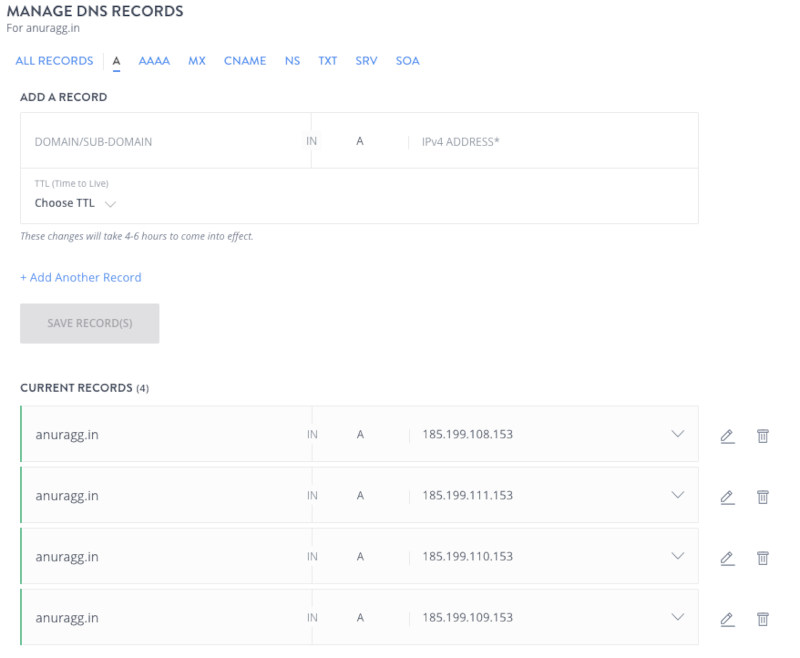 MANAGE DNS RECORDS
For anuragg.in
ALL RECORDS A AAAA MX CNAME NS TXT SRV SOA
ADD A RECORD
DOMAIN/SUB-DOMAIN IN A IPv4 ADDRESS*
TTL (Time to Live)
Choose TTL
These changes will take 4-6 hours to come into effect.
+ Add Another Record
SAVE RECORD(S)
CURRENT RECORDS (4)
anuragg.in IN A 185.199.108.153
anuragg.in IN A 185.199.111.153
anuragg.in IN A 185.199.110.153
anuragg.in IN A 185.199.109.153